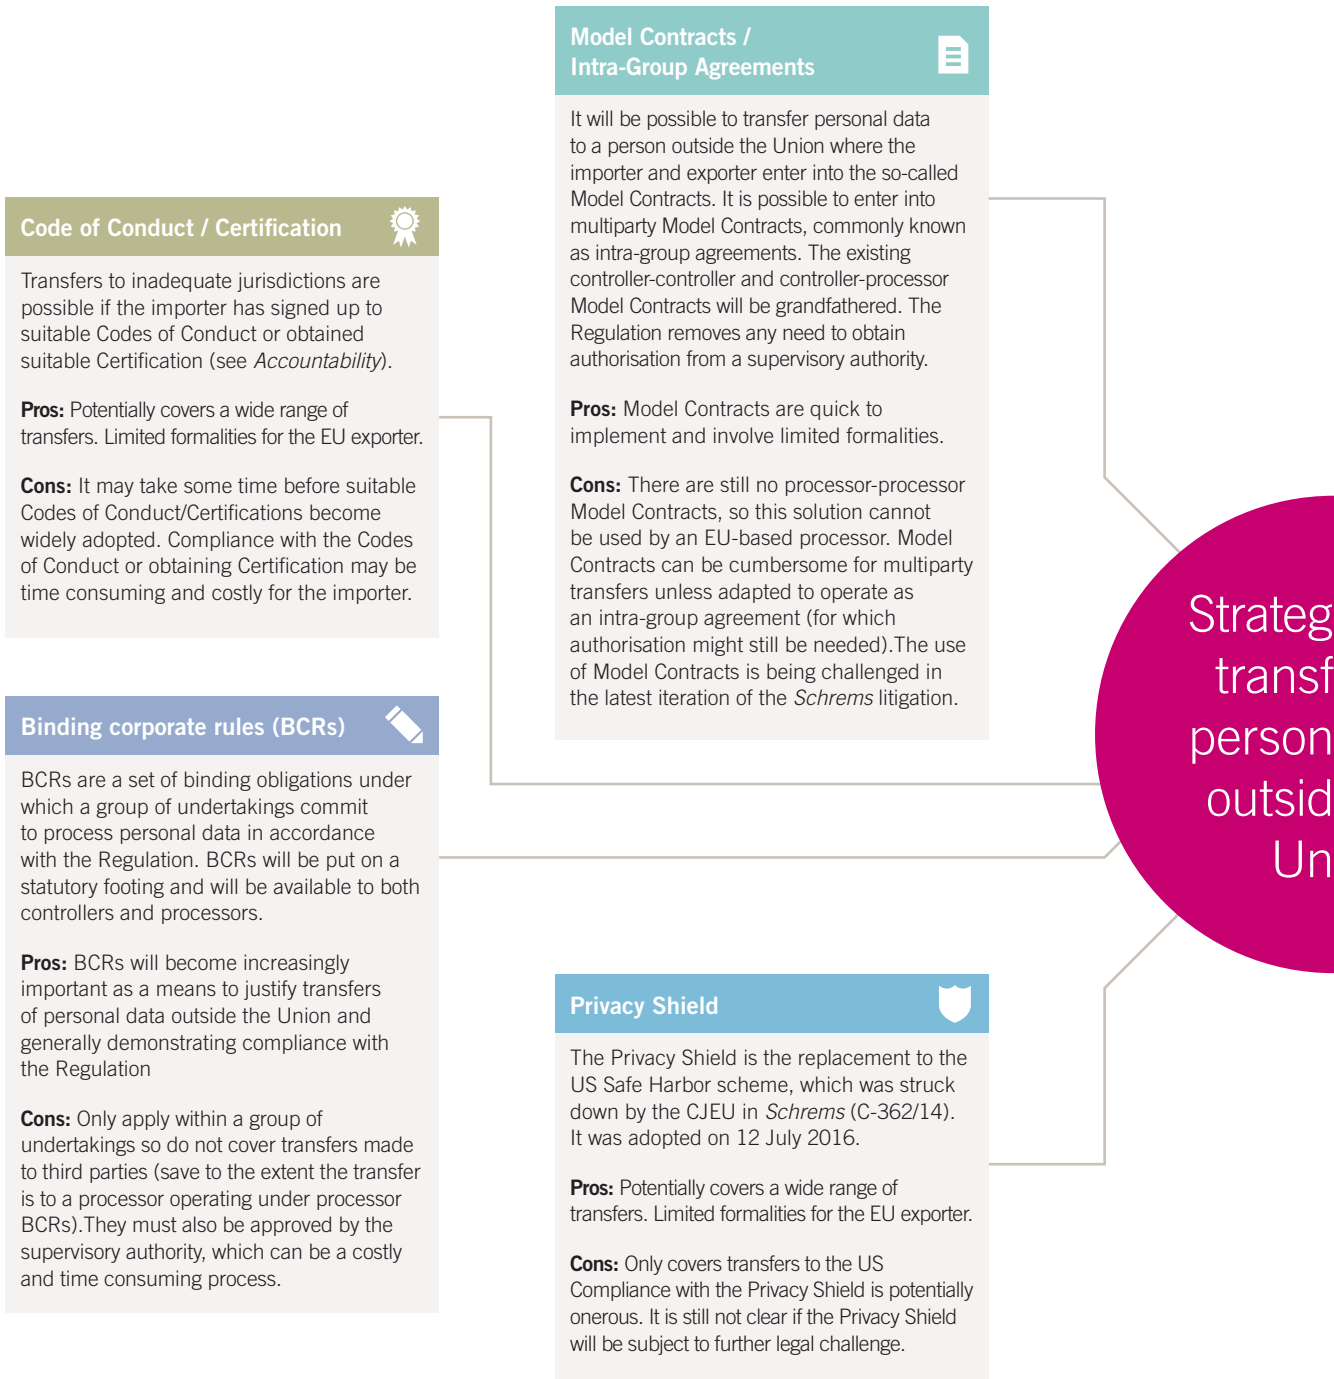 Model Contracts /
Intra-Group Agreements
It will be possible to transfer personal data
to a person outside the Union where the
importer and exporter enter into the so-called
Model Contracts. It is possible to enter into
multiparty Model Contracts, commonly known
as intra-group agreements. The existing
controller-controller and controller-processor
Model Contracts will be grandfathered. The
Regulation removes any need to obtain
authorisation from a supervisory authority.
Pros: Model Contracts are quick to
implement and involve limited formalities.
Cons: There are still no processor-processor
Model Contracts, so this solution cannot
be used by an EU-based processor. Model
Contracts can be cumbersome for multiparty
transfers unless adapted to operate as
an intra-group agreement (for which
authorisation might still be needed).The use
of Model Contracts is being challenged in
the latest iteration of the Schrems litigation.
Code of Conduct / Certification
Transfers to inadequate jurisdictions are
possible if the importer has signed up to
suitable Codes of Conduct or obtained
suitable Certification (see Accountability).
Pros: Potentially covers a wide range of
transfers. Limited formalities for the EU exporter.
Cons: It may take some time before suitable
Codes of Conduct/Certifications become
widely adopted. Compliance with the Codes
of Conduct or obtaining Certification may be
time consuming and costly for the importer.
Binding corporate rules (BCRs)
BCRs are a set of binding obligations under
which a group of undertakings commit
to process personal data in accordance
with the Regulation. BCRs will be put on a
statutory footing and will be available to both
controllers and processors.
Pros: BCRs will become increasingly
important as a means to justify transfers
of personal data outside the Union and
generally demonstrating compliance with
the Regulation
Cons: Only apply within a group of
undertakings so do not cover transfers made
to third parties (save to the extent the transfer
is to a processor operating under processor
BCRs).They must also be approved by the
supervisory authority, which can be a costly
and time consuming process.
Privacy Shield
The Privacy Shield is the replacement to the
US Safe Harbor scheme, which was struck
down by the CJEU in Schrems (C-362/14).
It was adopted on 12 July 2016.
Pros: Potentially covers a wide range of
transfers. Limited formalities for the EU exporter.
Cons: Only covers transfers to the US
Compliance with the Privacy Shield is potentially
onerous. It is still not clear if the Privacy Shield
will be subject to further legal challenge.
Strateg
transf
person
outsid
Un